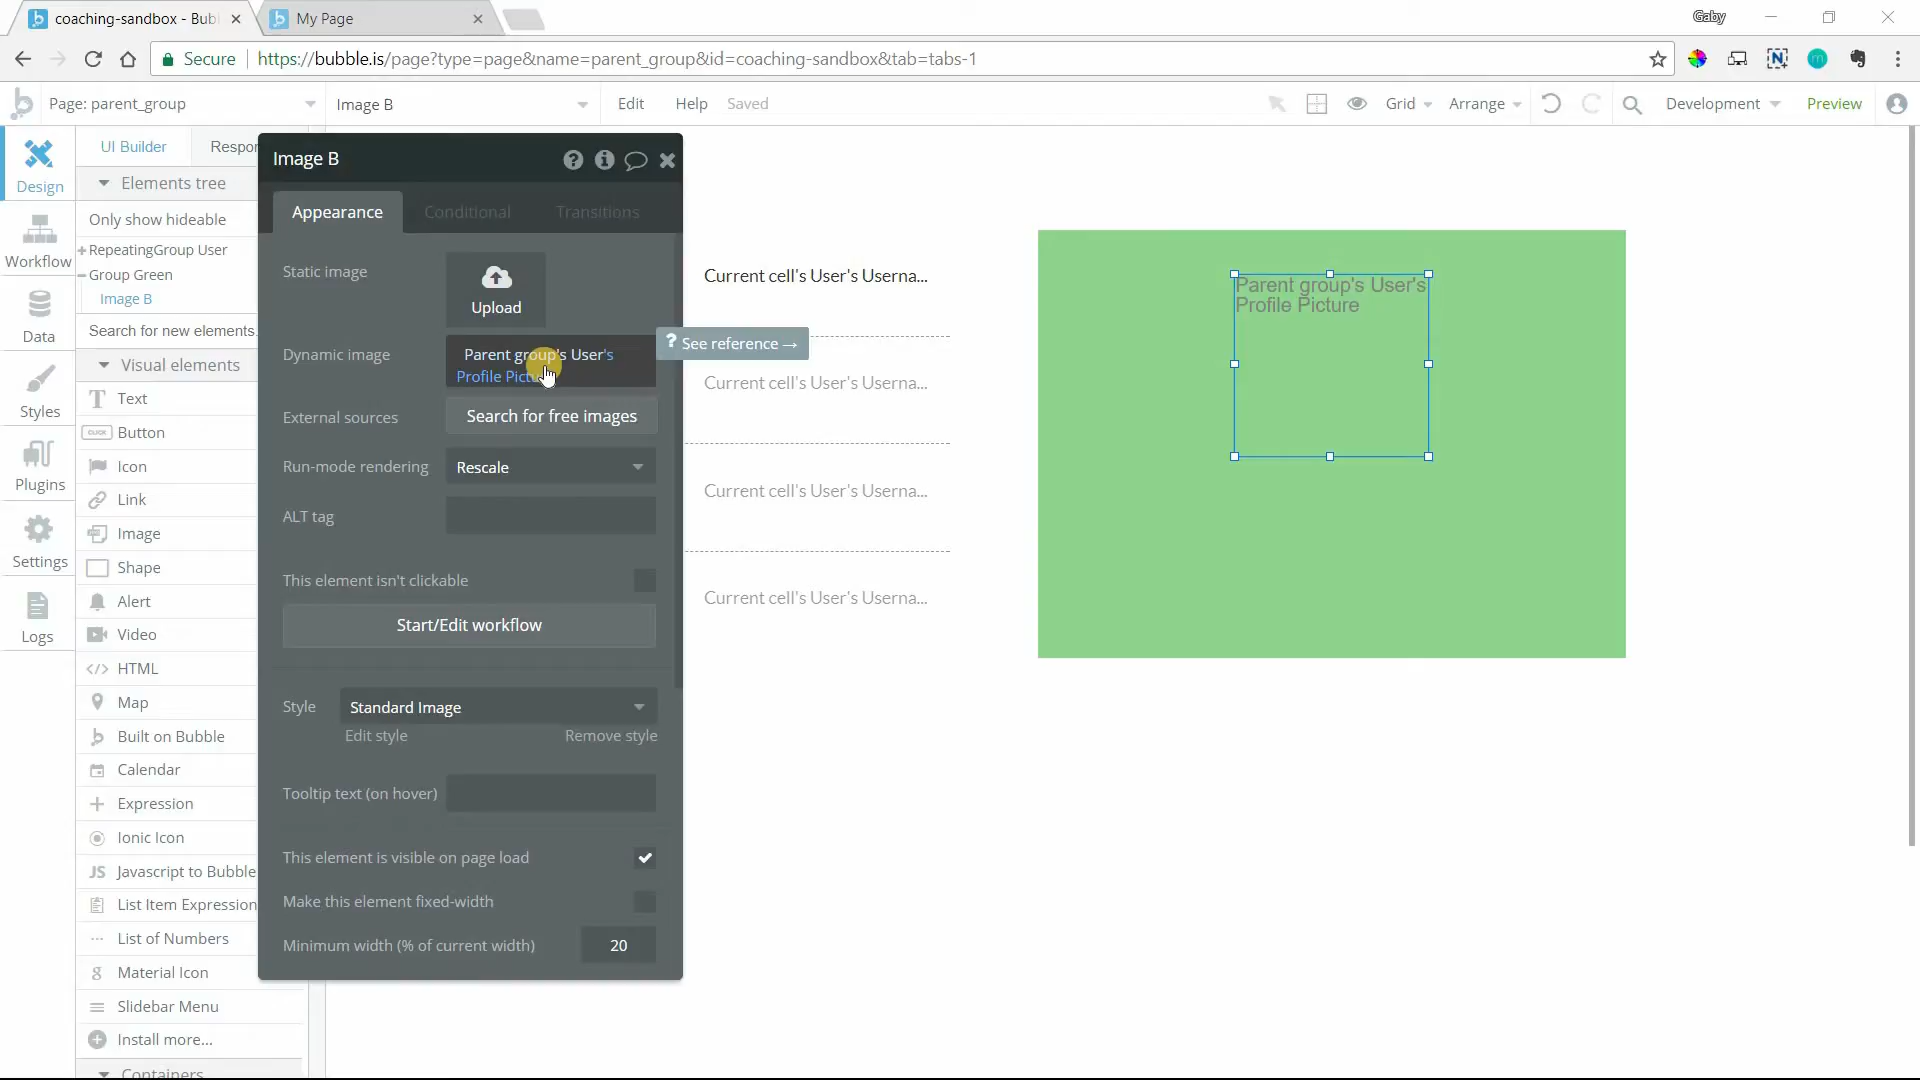 coaching-sandbox - Bub
My Page
Gaby
Secure
https://bubble.is/page?type=page&name=parent_group&id=coaching-sandbox&tab=tabs-1
Page: parent_group
Image B
Edit
Help
Saved
Grid
Arrange
Development
Preview
Design
Workflow
Data
Styles
Plugins
Settings
Logs
UI Builder
Respon
Elements tree
Only show hideable
RepeatingGroup User
Group Green
Image B
Search for new elements.
Visual elements
Text
CLICK
Button
Icon
Link
Image
Shape
Alert
Video
</> HTML
Map
Built on Bubble
Calendar
Expression
Ionic Icon
JS Javascript to Bubble
List Item Expression
List of Numbers
g Material Icon
Slidebar Menu
Install more...
Containers
Image B
Appearance
Conditional
Transitions
Static image
Upload
Dynamic image
Parent group's User's
Profile Pict
? See reference →
External sources
Search for free images
Run-mode rendering
Rescale
ALT tag
This element isn't clickable
Start/Edit workflow
Style
Standard Image
Edit style
Remove style
Tooltip text (on hover)
This element is visible on page load
Make this element fixed-width
Minimum width (% of current width)
20
Current cell's User's Userna...
Current cell's User's Userna...
Current cell's User's Userna...
Current cell's User's Userna...
Parent group's User's
Profile Picture